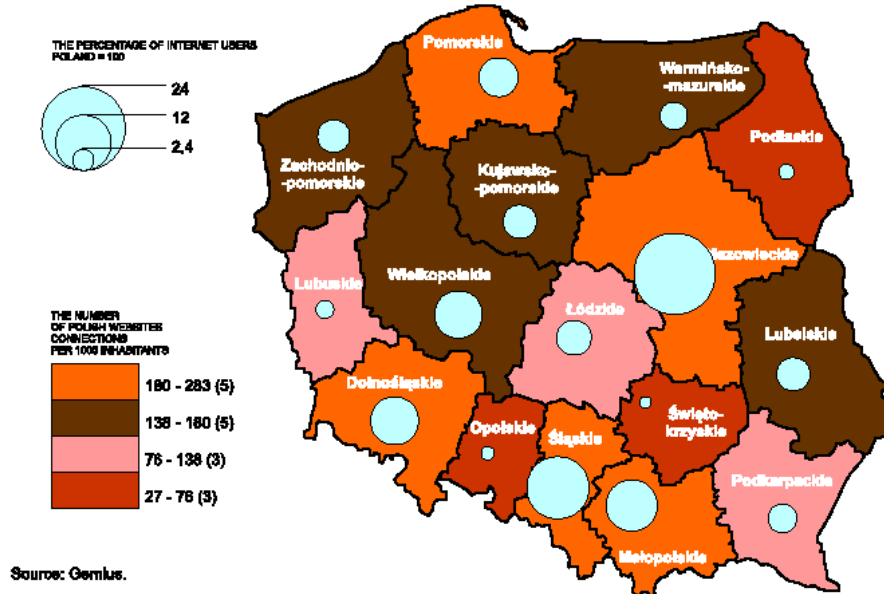 THE PERCENTAGE OF INTERNET USERS
POLAND = 100
24
12
2,4
Pomorskie
Warmińsko-
-mazurskie
Podlaskie
Zachodnio-
-pomorskie
Kujawsko-
-pomorskie
Mazowieckie
Lubuskie
Wielkopolskie
Łódzkie
Lubelskie
THE NUMBER
OF POLISH WEBSITES
CONNECTIONS
PER 1000 INHABITANTS
180 - 283 (5)
138 - 180 (5)
76 - 138 (3)
27 - 76 (3)
Dolnośląskie
Opolskie
Śląskie
Święto-
krzyskie
Podkarpackie
Małopolskie
Source: Gemius.